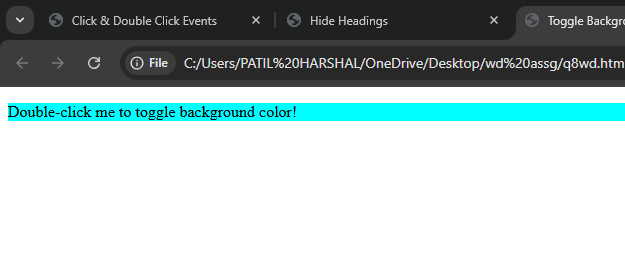 Click & Double Click Events
Hide Headings
Toggle Backgro
File
C:/Users/PATIL%20HARSHAL/OneDrive/Desktop/wd%20assg/q8wd.htm
Double-click me to toggle background color!